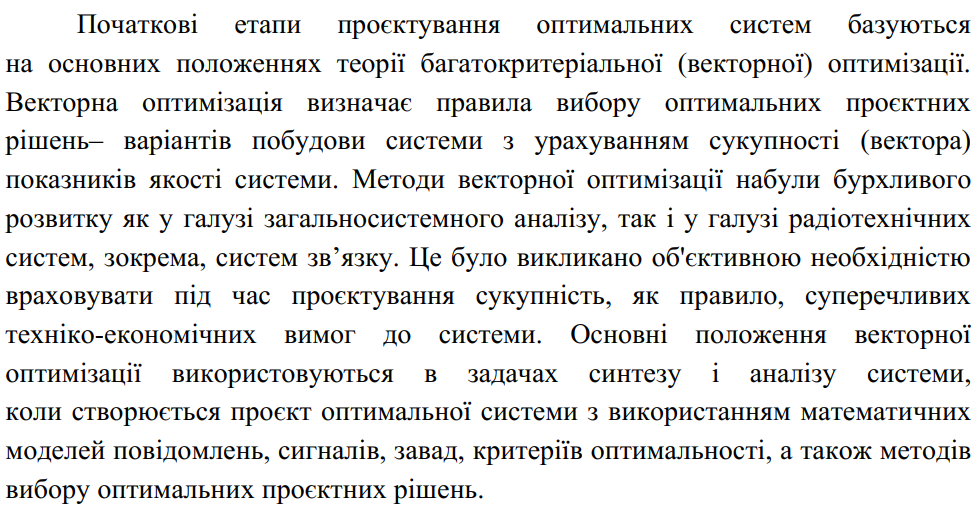 Початкові етапи проєктування оптимальних систем базуються
на основних положеннях теорії багатокритеріальної (векторної) оптимізації.
Векторна оптимізація визначає правила вибору оптимальних проєктних
рішень– варіантів побудови системи з урахуванням сукупності (вектора)
показників якості системи. Методи векторної оптимізації набули бурхливого
розвитку як у галузі загальносистемного аналізу, так і у галузі радіотехнічних
систем, зокрема, систем зв’язку. Це було викликано об'єктивною необхідністю
враховувати під час проєктування сукупність, як правило, суперечливих
техніко-економічних вимог до системи. Основні положення векторної
оптимізації використовуються в задачах синтезу і аналізу системи,
коли створюється проєкт оптимальної системи з використанням математичних
моделей повідомлень, сигналів, завад, критеріїв оптимальності, а також методів
вибору оптимальних проєктних рішень.